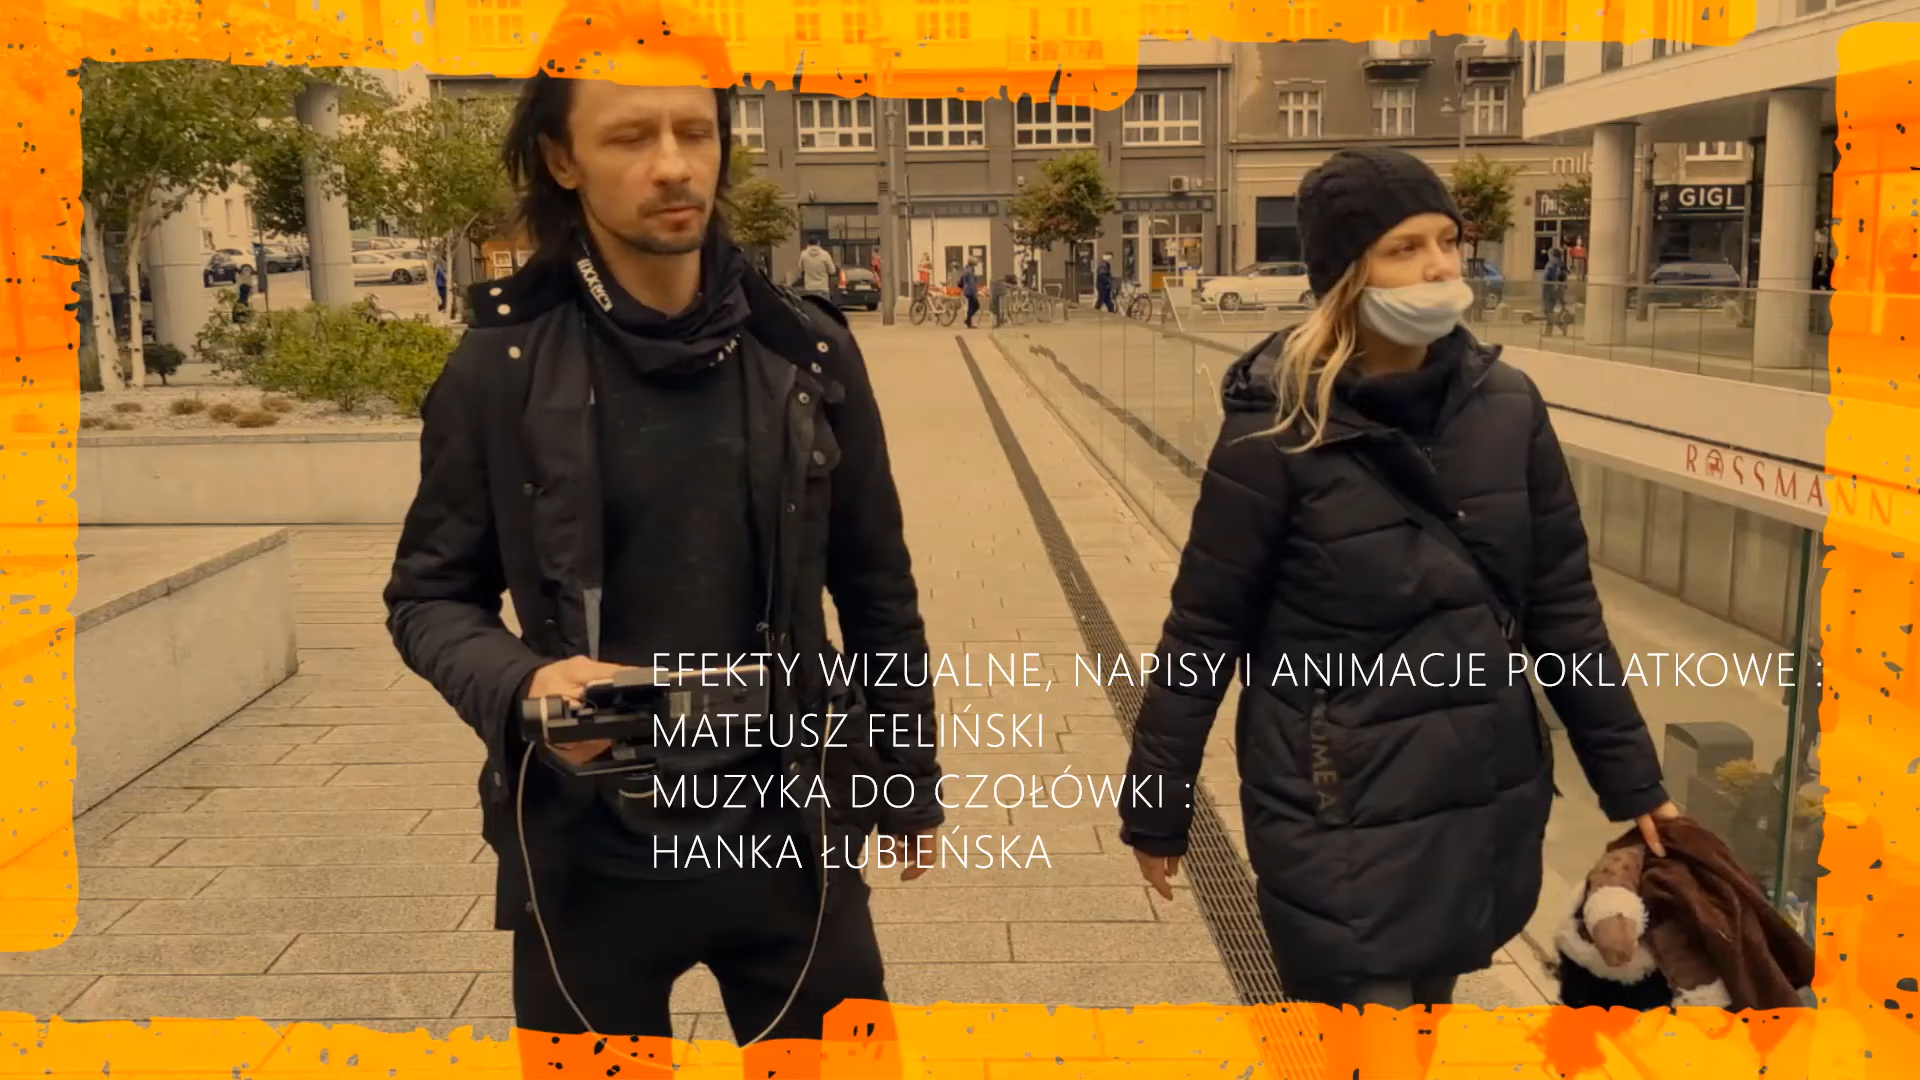 GIGI
ROSSMANN
EFEKTY WIZUALNE, NAPISY I ANIMACJE POKLATKOWE :
MATEUSZ FELIŃSKI
MUZYKA DO CZOŁÓWKI :
HANKA ŁUBIEŃSKA